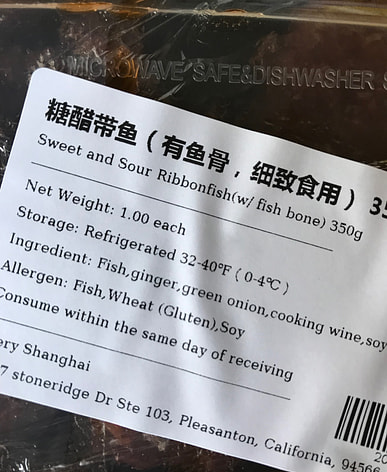 MICROWAVE SAFE&DISHWASHER
糖醋带鱼（有鱼骨，细致食用）
Sweet and Sour Ribbonfish(w/ fish bone) 350g
Net Weight: 1.00 each
Storage: Refrigerated 32-40°F（0-4℃）
Ingredient: Fish,ginger,green onion,cooking wine,soy
Allergen: Fish,Wheat (Gluten),Soy
Consume within the same day of receiving
Shanghai
7 stoneridge Dr Ste 103, Pleasanton, California, 94568